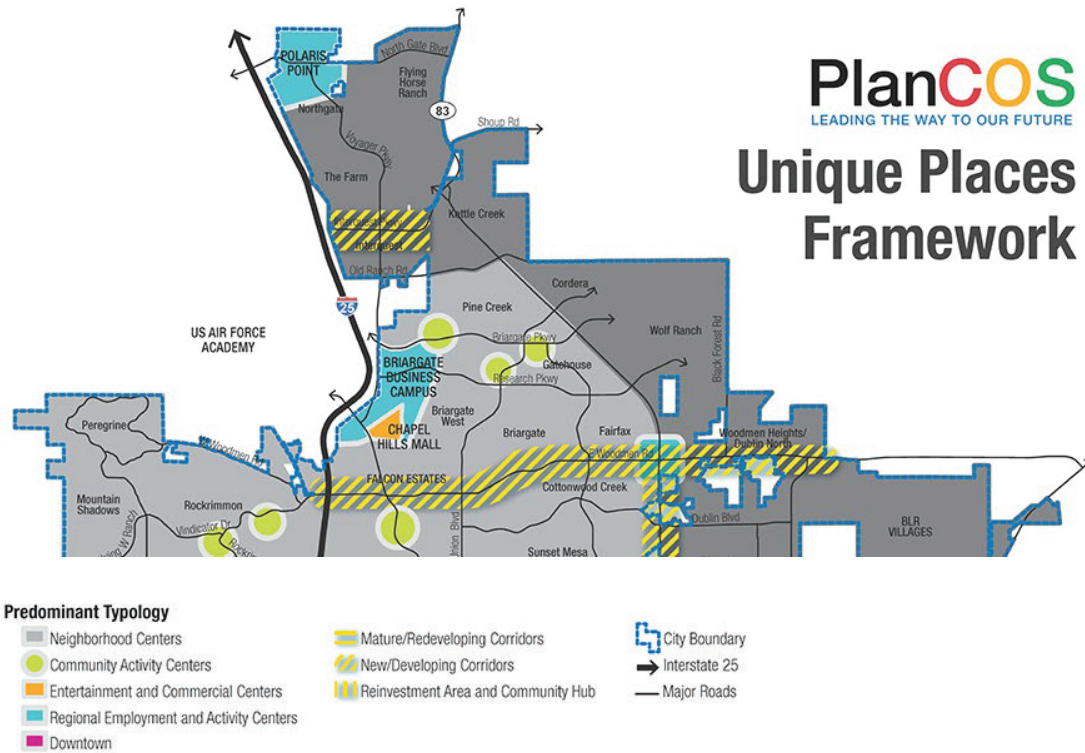 PlanCOS
LEADING THE WAY TO OUR FUTURE
Unique Places
Framework
POLARIS
POINT
North Gate Blvd
Flying
Horse
Ranch
Northgate
83
Shoup Rd
Voyager Pkwy
The Farm
Kettle Creek
Interquest Pkwy
Interquest
Old Ranch Rd
25
Cordera
Pine Creek
Wolf Ranch
Black Forest Rd
US AIR FORCE
ACADEMY
Briargate Pkwy
BRIARGATE
BUSINESS
CAMPUS
Gatehouse
Research Pkwy
Briargate
West
CHAPEL
HILLS MALL
Briargate
Fairfax
Woodmen Heights/
Dublin North
Peregrine
W Woodmen Rd
E Woodmen Rd
FALCON ESTATES
Cottonwood Creek
Mountain
Shadows
Rockrimmon
Vindicator Dr
Union Blvd
Dublin Blvd
BLR
VILLAGES
Sunset Mesa
Predominant Typology
Neighborhood Centers
Community Activity Centers
Entertainment and Commercial Centers
Regional Employment and Activity Centers
Downtown
Mature/Redeveloping Corridors
New/Developing Corridors
Reinvestment Area and Community Hub
City Boundary
Interstate 25
Major Roads